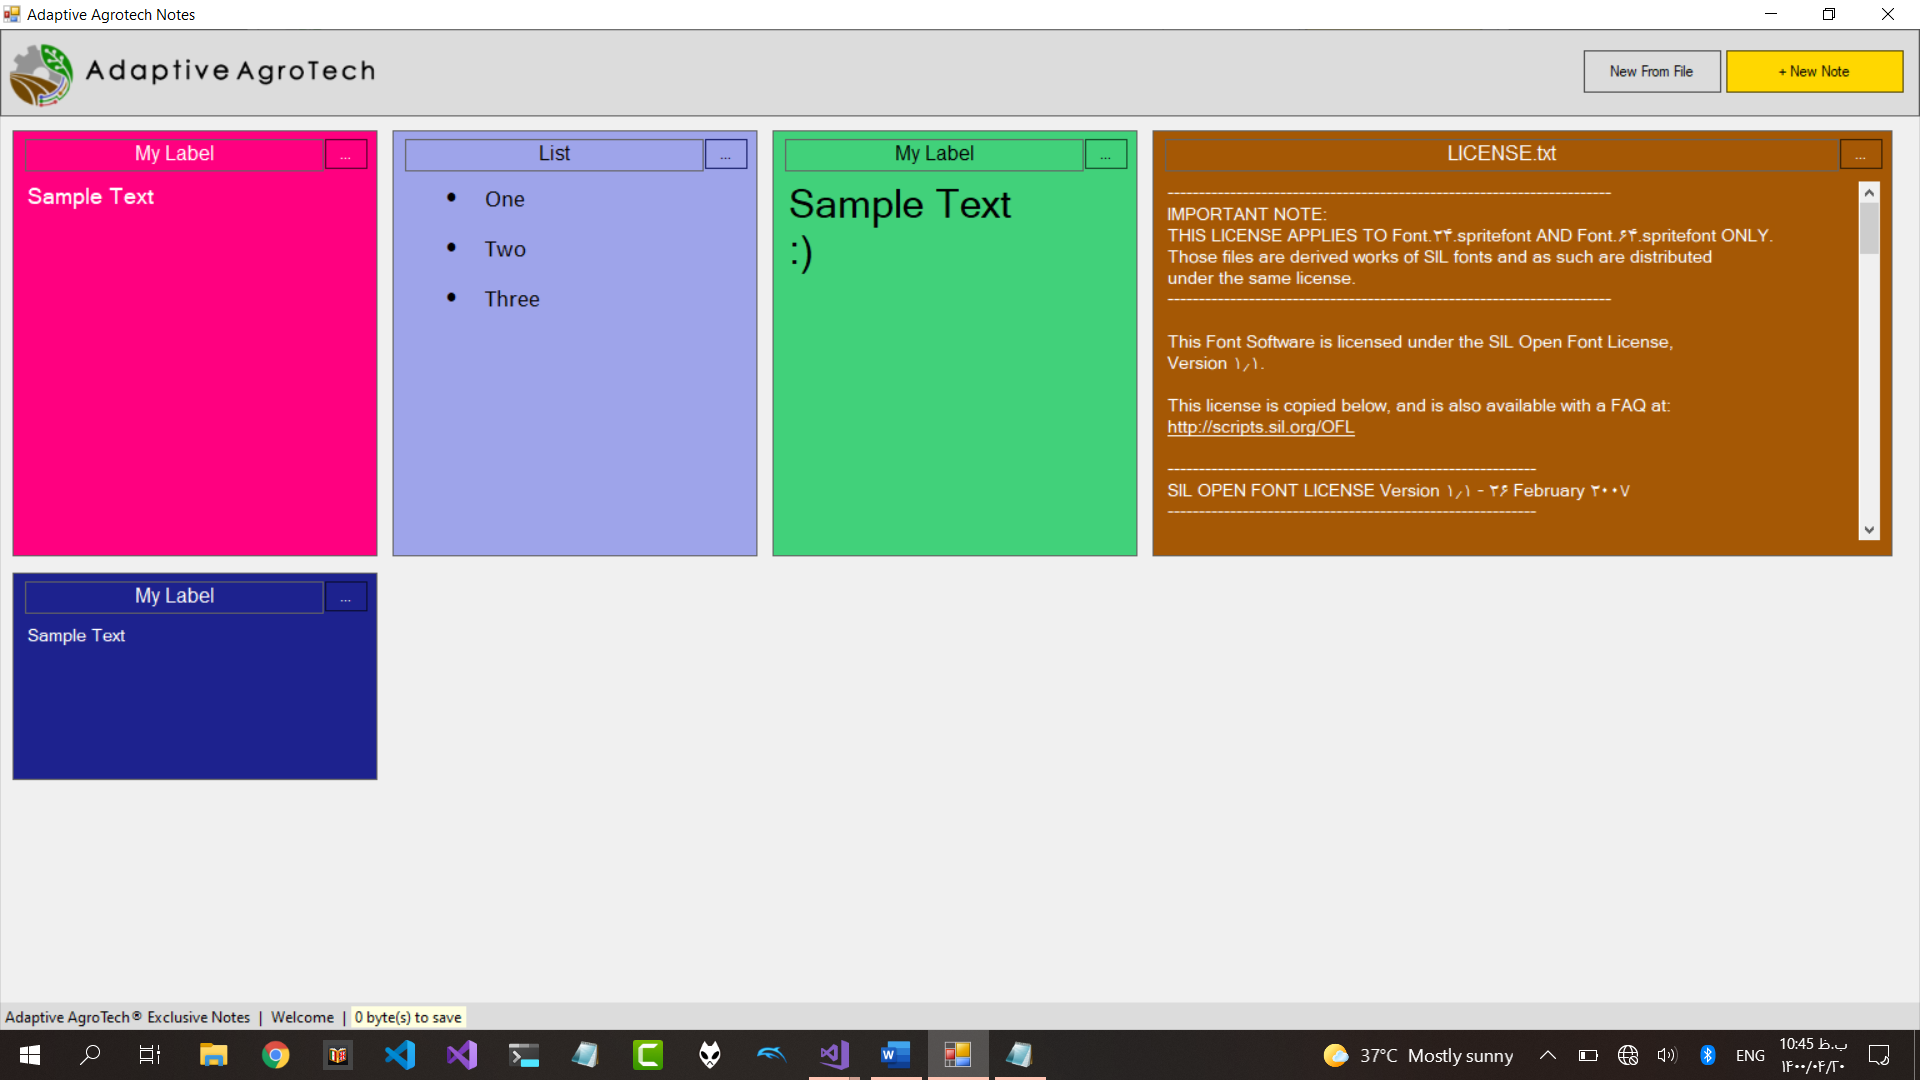 Adaptive Agrotech Notes
Adaptive AgroTech
New From File
+ New Note
My Label
...
Sample Text
List
...
• One
• Two
• Three
My Label
...
Sample Text
:)
LICENSE.txt
...
----------------------------------------------------------------------
IMPORTANT NOTE:
THIS LICENSE APPLIES TO Font.۲۴.spritefont AND Font.۶۴.spritefont ONLY.
Those files are derived works of SIL fonts and as such are distributed
under the same license.
----------------------------------------------------------------------
This Font Software is licensed under the SIL Open Font License,
Version ۱٫۱.
This license is copied below, and is also available with a FAQ at:
http://scripts.sil.org/OFL
-----------------------------------------------------------
SIL OPEN FONT LICENSE Version ۱٫۱ - ۲۶ February ۲۰۰۷
-----------------------------------------------------------
My Label
...
Sample Text
Adaptive AgroTech® Exclusive Notes | Welcome | 0 byte(s) to save
37°C Mostly sunny
ENG
10:45 ب.ظ
۱۴۰۰/۰۴/۲۰